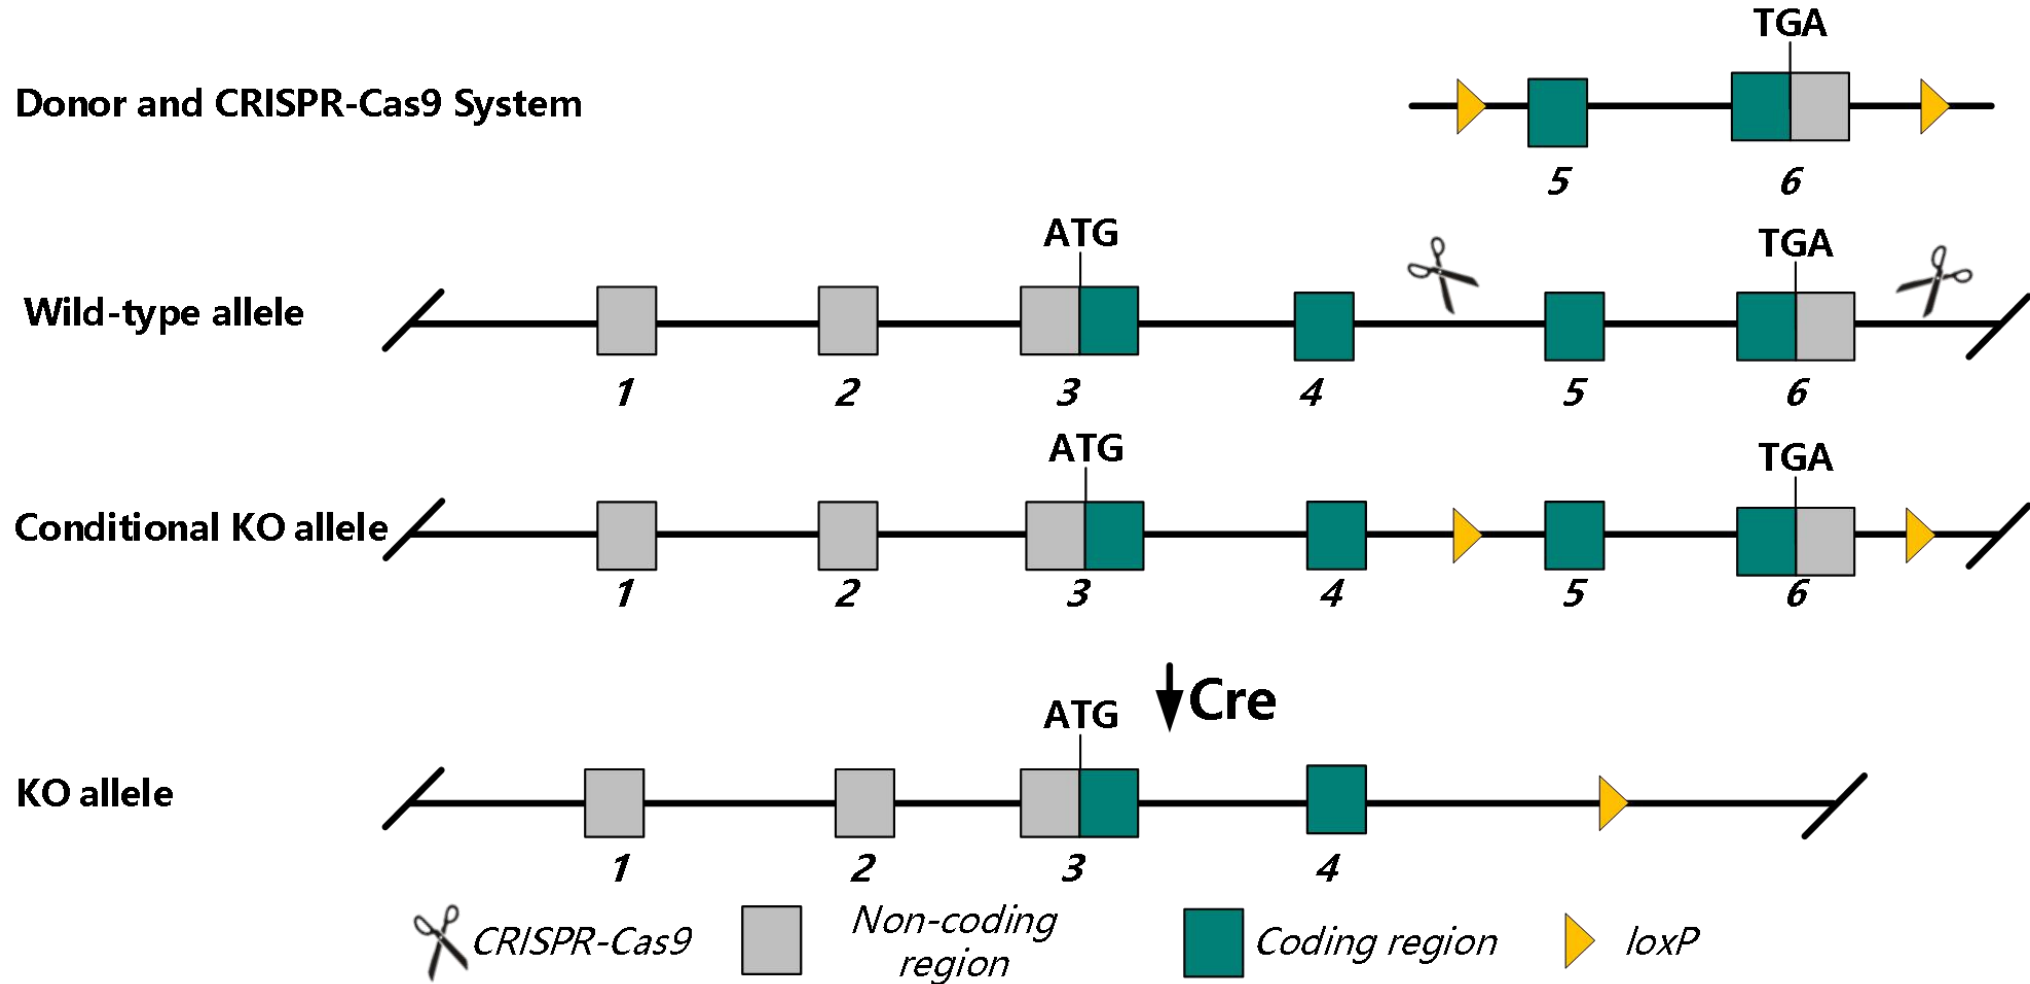 TGA
Donor and CRISPR-Cas9 System
5 6
ATG TGA
Wild-type allele
1 2 3 4 5 6
ATG TGA
Conditional KO allele
1 2 3 4 5 6
Cre
ATG
KO allele
1 2 3 4
CRISPR-Cas9
Non-coding
region
Coding region
loxP